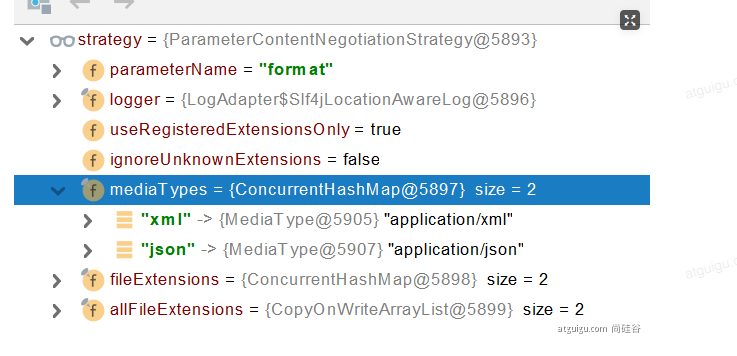 strategy = {ParameterContentNegotiationStrategy@5893}
parameterName = "format"
logger = {LogAdapter$Slf4jLocationAwareLog@5896}
useRegisteredExtensionsOnly = true
ignoreUnknownExtensions = false
mediaTypes = {ConcurrentHashMap@5897} size = 2
"xml" -> {MediaType@5905} "application/xml"
"json" -> {MediaType@5907} "application/json"
fileExtensions = {ConcurrentHashMap@5898} size = 2
allFileExtensions = {CopyOnWriteArrayList@5899} size = 2
atguigu.com 尚硅谷
atguigu.c
atguigu.c